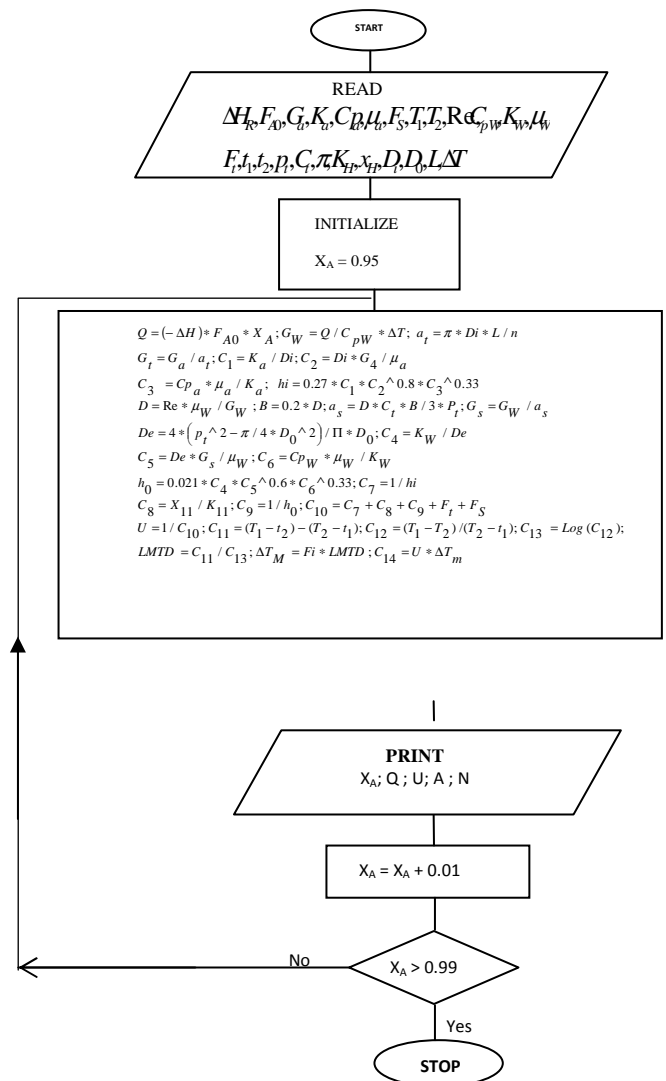 START
READ
ΔH_R, F_A0, G_a, K_a, Cp_a, μ_a, F_S, T_1, T_2, Re, C_pW, K_W, μ_W
F_t, t_1, t_2, p_t, C_t, π, K_H, x_H, D_t, D_0, L, ΔT
INITIALIZE
X_A = 0.95
Q = (− ΔH) * F_A0 * X_A ; G_W = Q / C_pW * ΔT ; a_t = π * Di * L / n
G_t = G_a / a_t ; C_1 = K_a / Di ; C_2 = Di * G_4 / μ_a
C_3 = Cp_a * μ_a / K_a ; hi = 0.27 * C_1 * C_2 ^ 0.8 * C_3 ^ 0.33
D = Re * μ_W / G_W ; B = 0.2 * D ; a_s = D * C_t * B / 3 * P_t ; G_s = G_W / a_s
De = 4 * (p_t ^ 2 − π / 4 * D_0 ^ 2) / Π * D_0 ; C_4 = K_W / De
C_5 = De * G_s / μ_W ; C_6 = Cp_W * μ_W / K_W
h_0 = 0.021 * C_4 * C_5 ^ 0.6 * C_6 ^ 0.33 ; C_7 = 1 / hi
C_8 = X_11 / K_11 ; C_9 = 1 / h_0 ; C_10 = C_7 + C_8 + C_9 + F_t + F_S
U = 1 / C_10 ; C_11 = (T_1 − t_2) − (T_2 − t_1) ; C_12 = (T_1 − T_2) / (T_2 − t_1) ; C_13 = Log (C_12) ;
LMTD = C_11 / C_13 ; ΔT_M = Fi * LMTD ; C_14 = U * ΔT_m
PRINT
X_A; Q ; U; A ; N
X_A = X_A + 0.01
No
X_A > 0.99
Yes
STOP